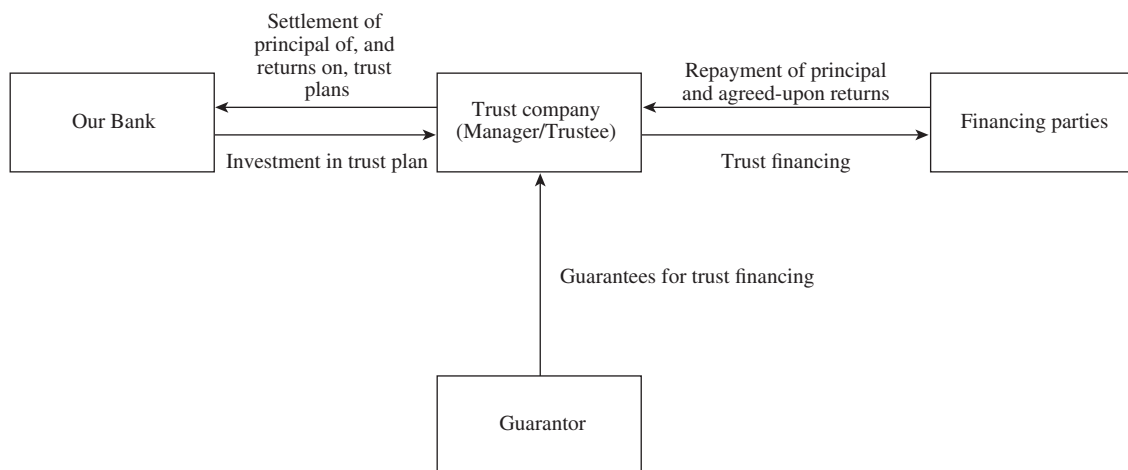 Settlement of
principal of, and
returns on, trust
plans
Our Bank
Investment in trust plan
Trust company
(Manager/Trustee)
Repayment of principal
and agreed-upon returns
Trust financing
Financing parties
Guarantees for trust financing
Guarantor